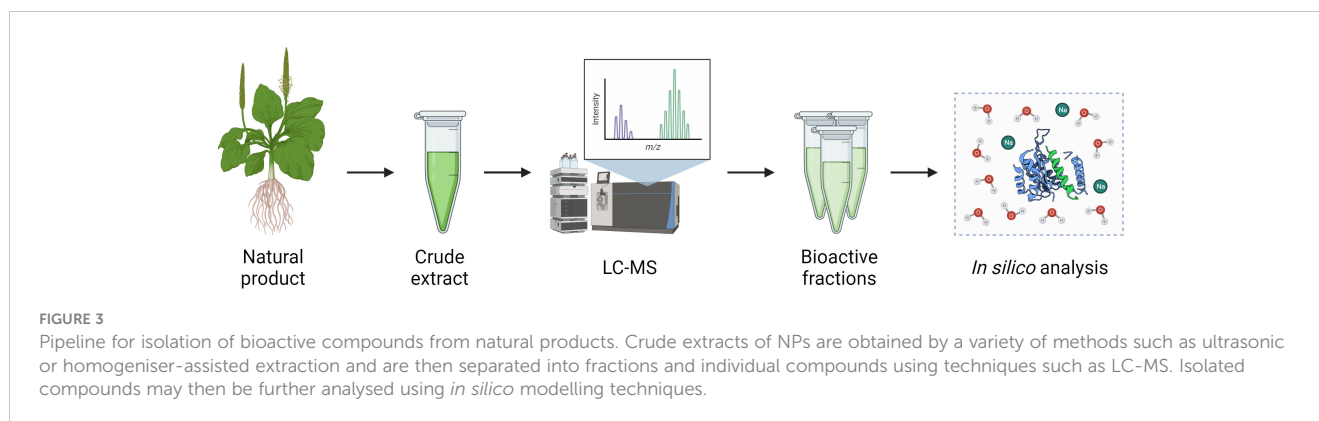 Intensity
m/z
Na
Na
Na
H O H
H O H
H O H
H O H
H O H
H O H
H O H
H O H
H O H
H O H
H O H
Natural
product
Crude
extract
LC-MS
Bioactive
fractions
In silico analysis
FIGURE 3
Pipeline for isolation of bioactive compounds from natural products. Crude extracts of NPs are obtained by a variety of methods such as ultrasonic
or homogeniser-assisted extraction and are then separated into fractions and individual compounds using techniques such as LC-MS. Isolated
compounds may then be further analysed using in silico modelling techniques.